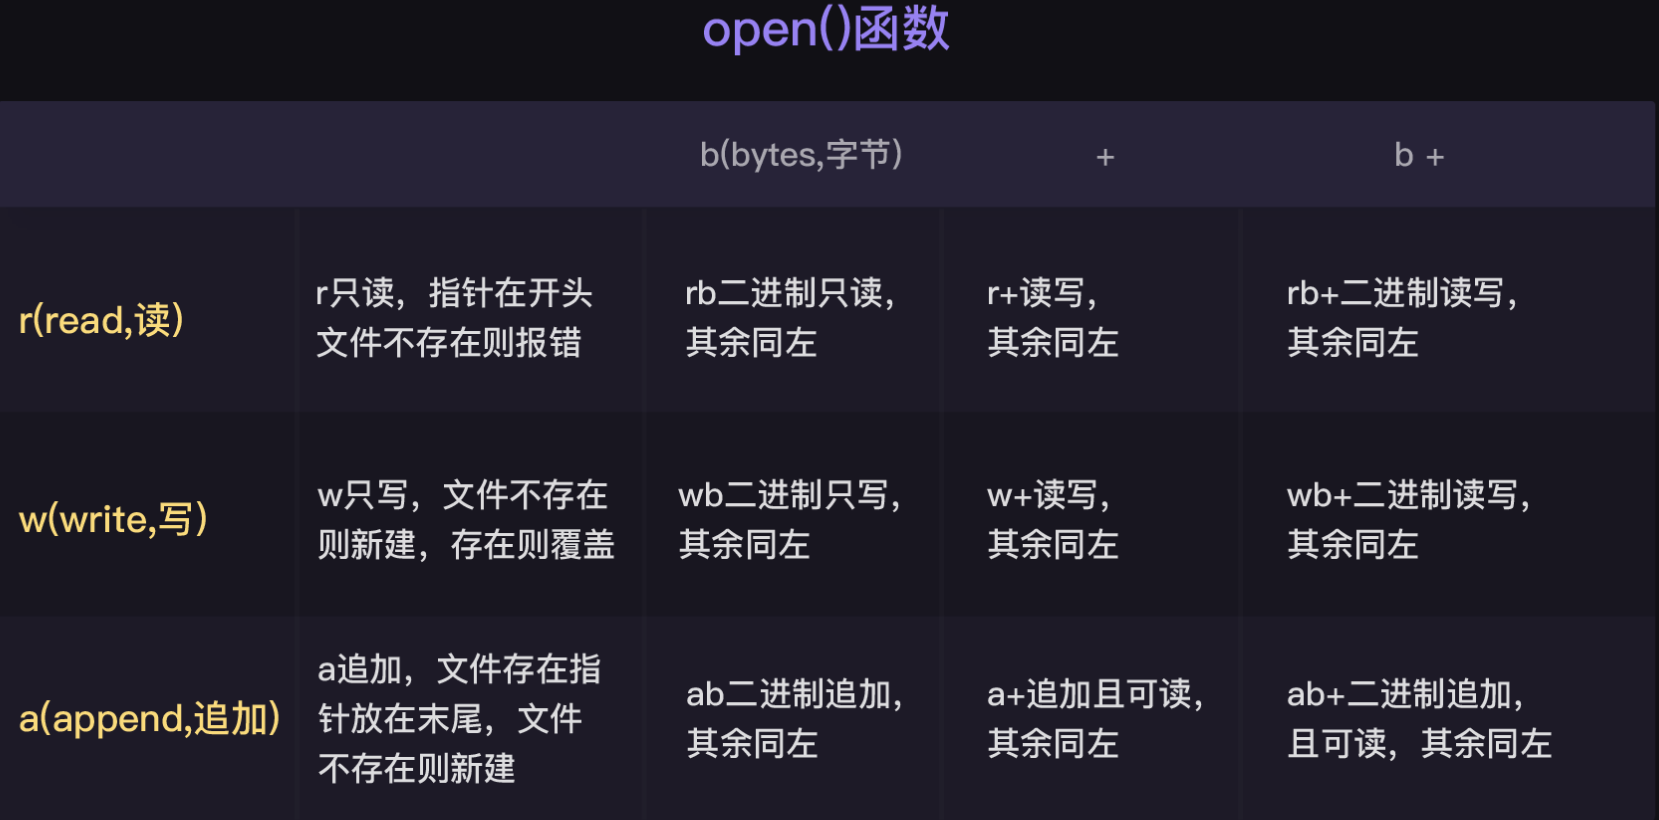 open()函数
b(bytes,字节)
+
b +
r(read,读)
r只读，指针在开头
文件不存在则报错
rb二进制只读，
其余同左
r+读写，
其余同左
rb+二进制读写，
其余同左
w(write,写)
w只写，文件不存在
则新建，存在则覆盖
wb二进制只写，
其余同左
w+读写，
其余同左
wb+二进制读写，
其余同左
a(append,追加)
a追加，文件存在指
针放在末尾，文件
不存在则新建
ab二进制追加，
其余同左
a+追加且可读，
其余同左
ab+二进制追加，
且可读，其余同左